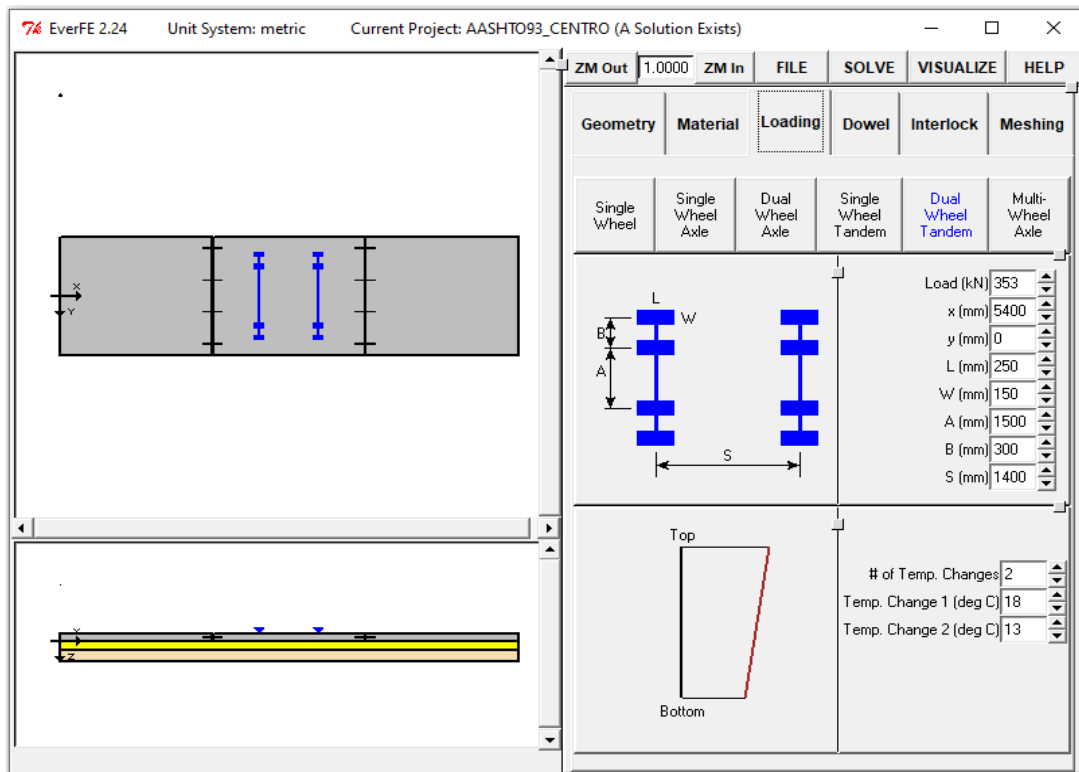 EverFE 2.24 Unit System: metric Current Project: AASHTO93_CENTRO (A Solution Exists)
ZM Out 1.0000 ZM In FILE SOLVE VISUALIZE HELP
Geometry Material Loading Dowel Interlock Meshing
Single Wheel
Single Wheel Axle
Dual Wheel Axle
Single Wheel Tandem
Dual Wheel Tandem
Multi-Wheel Axle
X
Y
L
W
B
A
S
Load (kN) 353
x (mm) 5400
y (mm) 0
L (mm) 250
W (mm) 150
A (mm) 1500
B (mm) 300
S (mm) 1400
X
Z
Top
Bottom
# of Temp. Changes 2
Temp. Change 1 (deg C) 18
Temp. Change 2 (deg C) 13